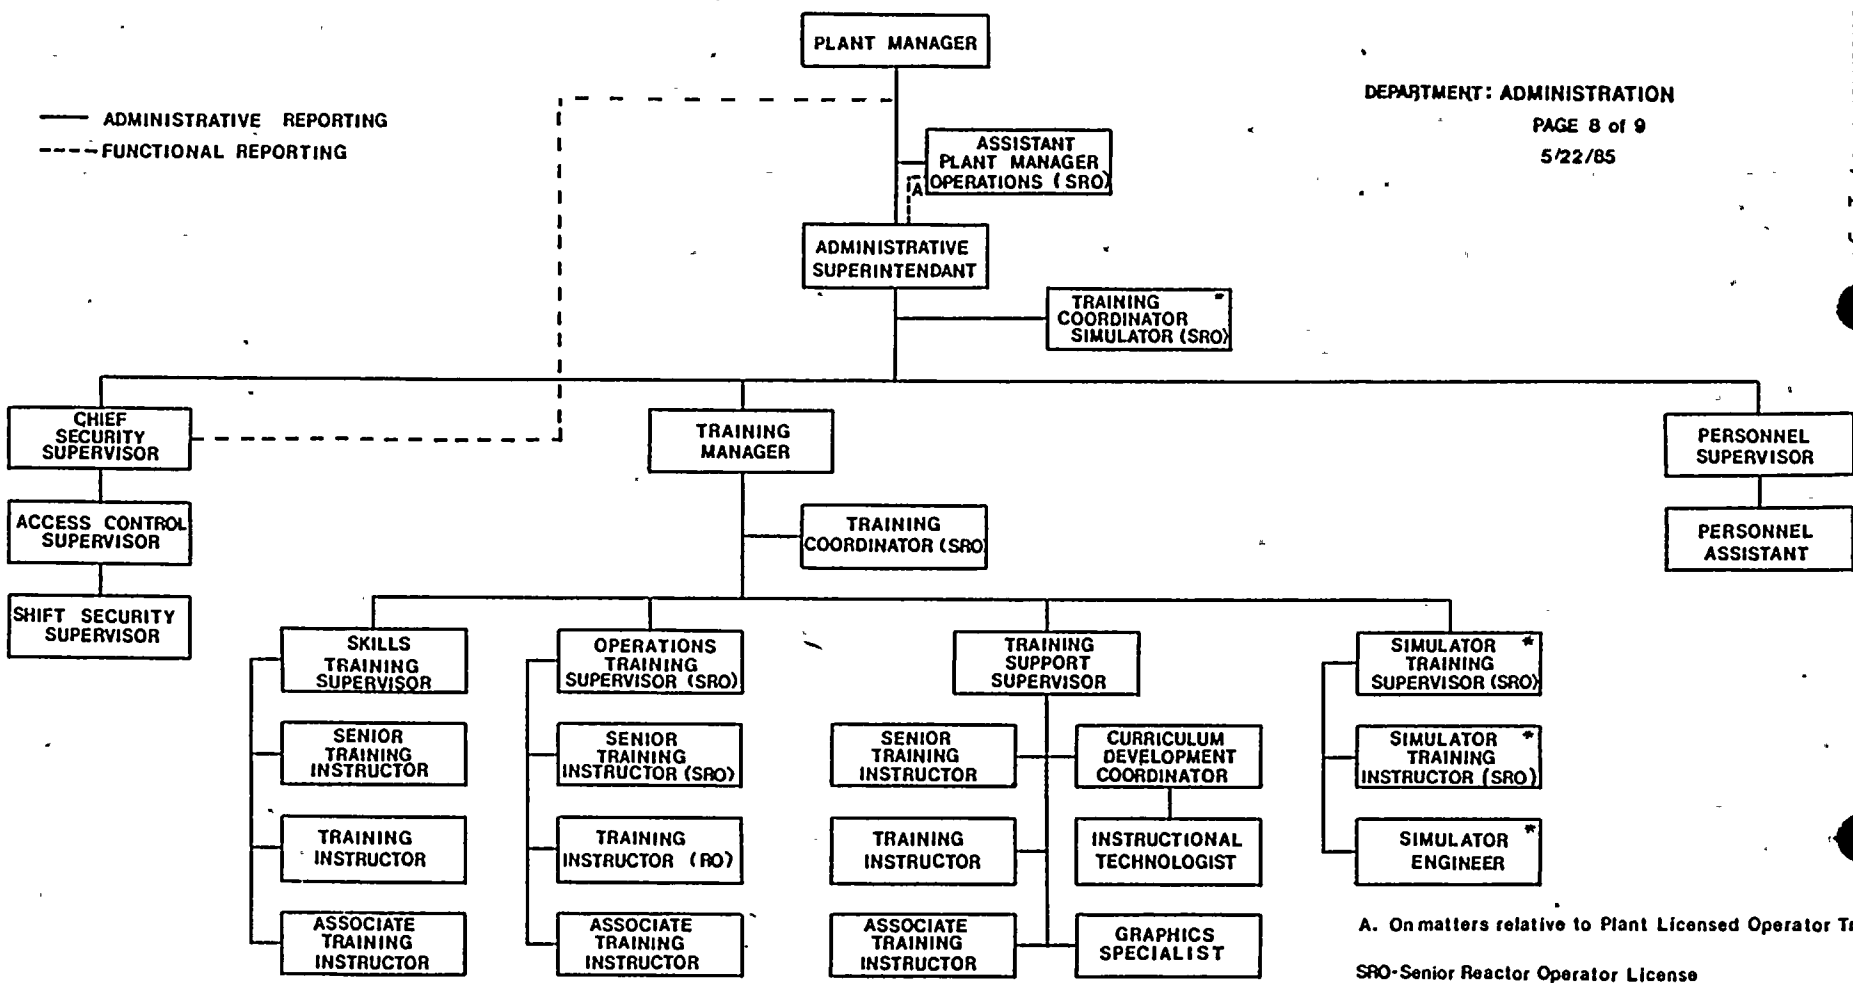 PLANT MANAGER
DEPARTMENT: ADMINISTRATION
PAGE 8 of 9
5/22/85
ADMINISTRATIVE REPORTING
FUNCTIONAL REPORTING
ASSISTANT
PLANT MANAGER
OPERATIONS (SRO)
A
ADMINISTRATIVE
SUPERINTENDANT
TRAINING *
COORDINATOR
SIMULATOR (SRO)
CHIEF
SECURITY
SUPERVISOR
TRAINING
MANAGER
PERSONNEL
SUPERVISOR
ACCESS CONTROL
SUPERVISOR
TRAINING
COORDINATOR (SRO)
PERSONNEL
ASSISTANT
SHIFT SECURITY
SUPERVISOR
SKILLS
TRAINING
SUPERVISOR
OPERATIONS
TRAINING
SUPERVISOR (SRO)
TRAINING
SUPPORT
SUPERVISOR
SIMULATOR *
TRAINING
SUPERVISOR (SRO)
SENIOR
TRAINING
INSTRUCTOR
SENIOR
TRAINING
INSTRUCTOR (SRO)
SENIOR
TRAINING
INSTRUCTOR
CURRICULUM
DEVELOPMENT
COORDINATOR
SIMULATOR *
TRAINING
INSTRUCTOR (SRO)
TRAINING
INSTRUCTOR
TRAINING
INSTRUCTOR (RO)
TRAINING
INSTRUCTOR
INSTRUCTIONAL
TECHNOLOGIST
SIMULATOR *
ENGINEER
ASSOCIATE
TRAINING
INSTRUCTOR
ASSOCIATE
TRAINING
INSTRUCTOR
ASSOCIATE
TRAINING
INSTRUCTOR
GRAPHICS
SPECIALIST
A. On matters relative to Plant Licensed Operator
SRO-Senior Reactor Operator License